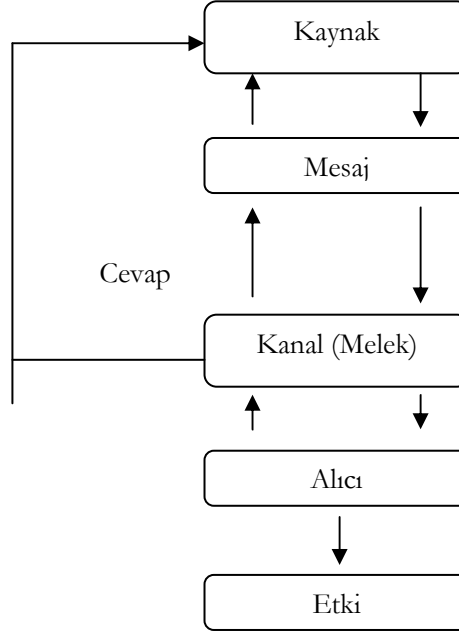 Kaynak
Mesaj
Cevap
Kanal (Melek)
Alıcı
Etki